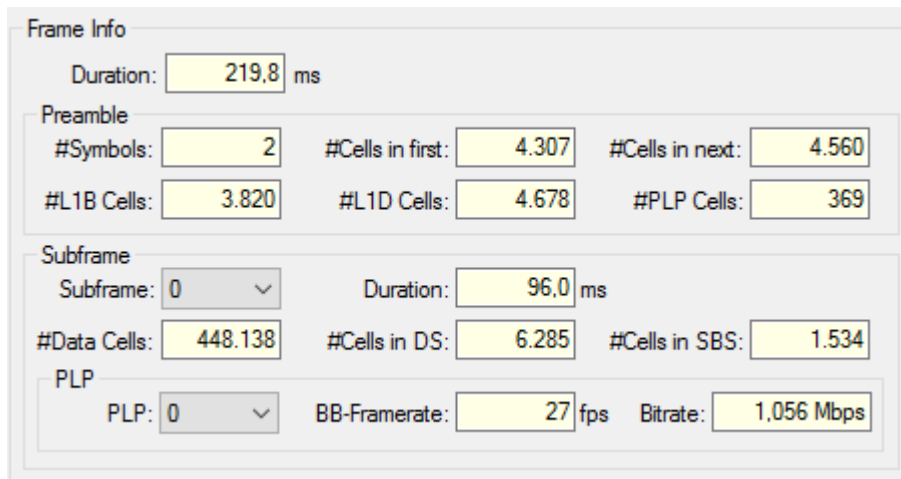 Frame Info
Duration: 219,8 ms
Preamble
#Symbols: 2 #Cells in first: 4.307 #Cells in next: 4.560
#L1B Cells: 3.820 #L1D Cells: 4.678 #PLP Cells: 369
Subframe
Subframe: 0 Duration: 96,0 ms
#Data Cells: 448.138 #Cells in DS: 6.285 #Cells in SBS: 1.534
PLP
PLP: 0 BB-Framerate: 27 fps Bitrate: 1,056 Mbps